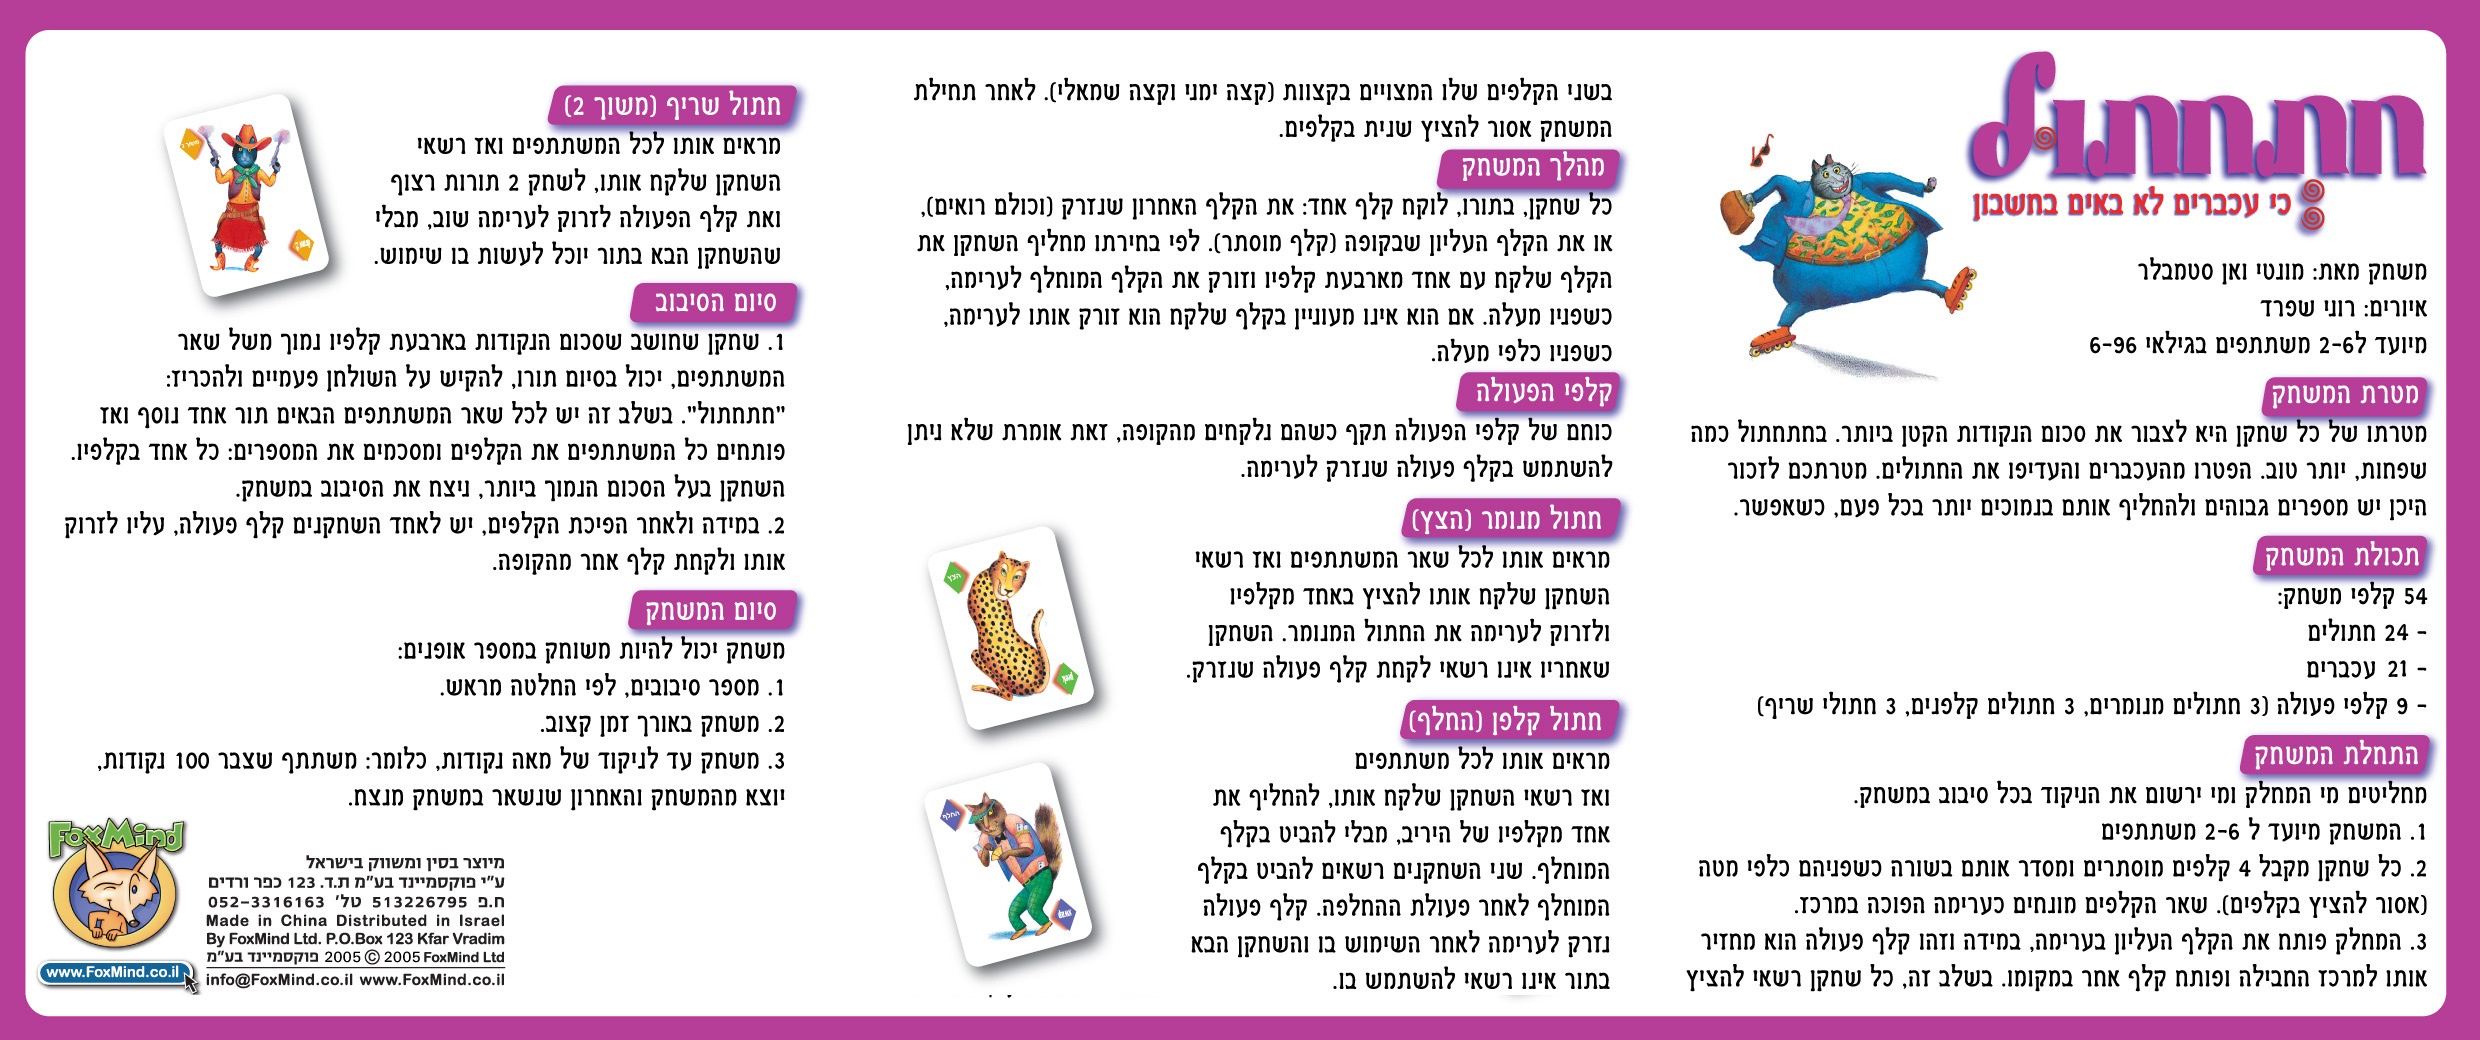 חתחתול
כי עכברים לא באים בחשבון
משחק מאת: מונטי ואן סטמבלר
איורים: רוני שפרד
מיועד ל2-6 משתתפים בגילאי 6-96
מטרת המשחק
מטרתו של כל שחקן היא לצבור את סכום הנקודות הקטן ביותר. בחתחתול כמה
שפחות, יותר טוב. הפטרו מהעכברים והעדיפו את החתולים. מטרתכם לזכור
היכן יש מספרים גבוהים ולהחליף אותם בנמוכים יותר בכל פעם, כשאפשר.
תכולת המשחק
54 קלפי משחק:
- 24 חתולים
- 21 עכברים
- 9 קלפי פעולה (3 חתולים מנומרים, 3 חתולים קלפנים, 3 חתולי שריף)
התחלת המשחק
מחליטים מי המחלק ומי ירשום את הניקוד בכל סיבוב במשחק.
1. המשחק מיועד ל 2-6 משתתפים
2. כל שחקן מקבל 4 קלפים מוסתרים ומסדר אותם בשורה כשפניהם כלפי מטה
(אסור להציץ בקלפים). שאר הקלפים מונחים כערימה הפוכה במרכז.
3. המחלק פותח את הקלף העליון בערימה, במידה וזהו קלף פעולה הוא מחזיר
אותו למרכז החבילה ופותח קלף אחר במקומו. בשלב זה, כל שחקן רשאי להציץ
בשני הקלפים שלו המצויים בקצוות (קצה ימני וקצה שמאלי). לאחר תחילת
המשחק אסור להציץ שנית בקלפים.
מהלך המשחק
כל שחקן, בתורו, לוקח קלף אחד: את הקלף האחרון שנזרק (וכולם רואים),
או את הקלף העליון שבקופה (קלף מוסתר). לפי בחירתו מחליף השחקן את
הקלף שלקח עם אחד מארבעת קלפיו וזורק את הקלף המוחלף לערימה,
כשפניו מעלה. אם הוא אינו מעוניין בקלף שלקח הוא זורק אותו לערימה,
כשפניו כלפי מעלה.
קלפי הפעולה
כוחם של קלפי הפעולה תקף כשהם נלקחים מהקופה, זאת אומרת שלא ניתן
להשתמש בקלף פעולה שנזרק לערימה.
חתול מנומר (הצץ)
מראים אותו לכל שאר המשתתפים ואז רשאי
השחקן שלקח אותו להציץ באחד מקלפיו
ולזרוק לערימה את החתול המנומר. השחקן
שאחריו אינו רשאי לקחת קלף פעולה שנזרק.
הצץ
הצץ
חתול קלפן (החלף)
מראים אותו לכל משתתפים
ואז רשאי השחקן שלקח אותו, להחליף את
אחד מקלפיו של היריב, מבלי להביט בקלף
המוחלף. שני השחקנים רשאים להביט בקלף
המוחלף לאחר פעולת ההחלפה. קלף פעולה
נזרק לערימה לאחר השימוש בו והשחקן הבא
בתור אינו רשאי להשתמש בו.
החלף
החלף
חתול שריף (משוך 2)
מראים אותו לכל המשתתפים ואז רשאי
השחקן שלקח אותו, לשחק 2 תורות רצוף
ואת קלף הפעולה לזרוק לערימה שוב, מבלי
שהשחקן הבא בתור יוכל לעשות בו שימוש.
משוך 2
משוך 2
סיום הסיבוב
1. שחקן שחושב שסכום הנקודות בארבעת קלפיו נמוך משל שאר
המשתתפים, יכול בסיום תורו, להקיש על השולחן פעמיים ולהכריז:
"חתחתול". בשלב זה יש לכל שאר המשתתפים הבאים תור אחד נוסף ואז
פותחים כל המשתתפים את הקלפים ומסכמים את המספרים: כל אחד בקלפיו.
השחקן בעל הסכום הנמוך ביותר, ניצח את הסיבוב במשחק.
2. במידה ולאחר הפיכת הקלפים, יש לאחד השחקנים קלף פעולה, עליו לזרוק
אותו ולקחת קלף אחר מהקופה.
סיום המשחק
משחק יכול להיות משוחק במספר אופנים:
1. מספר סיבובים, לפי החלטה מראש.
2. משחק באורך זמן קצוב.
3. משחק עד לניקוד של מאה נקודות, כלומר: משתתף שצבר 100 נקודות,
יוצא מהמשחק והאחרון שנשאר במשחק מנצח.
FoxMind
www.FoxMind.co.il
מיוצר בסין ומשווק בישראל
ע"י פוקסמיינד בע"מ ת.ד. 123 כפר ורדים
ח.פ 513226795 טל' 052-3316163
Made in China Distributed in Israel
By FoxMind Ltd. P.O.Box 123 Kfar Vradim
2005 © 2005 FoxMind Ltd פוקסמיינד בע"מ
info@FoxMind.co.il www.FoxMind.co.il